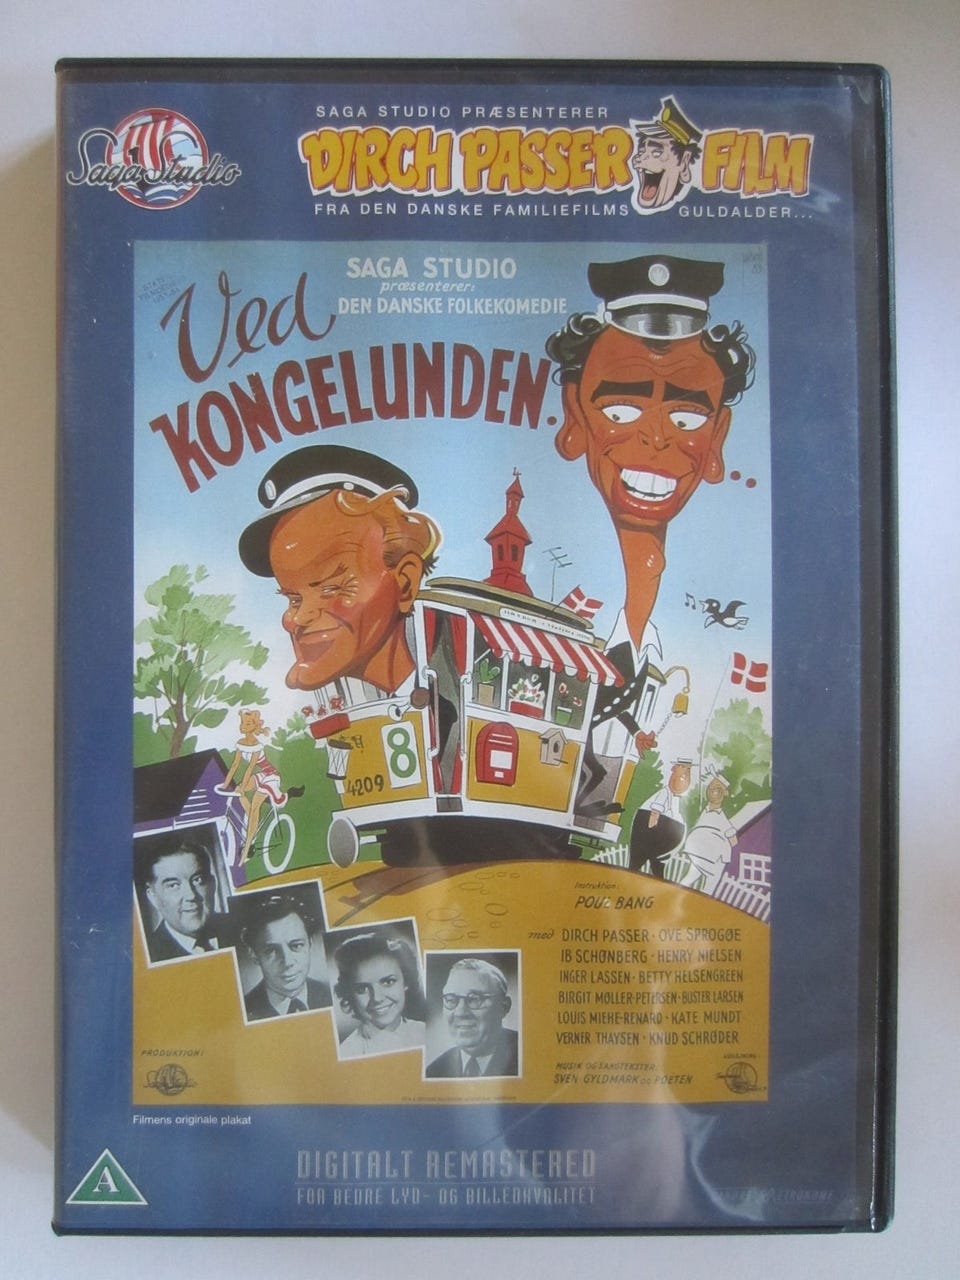 SAGA STUDIO PRÆSENTERER
Saga Studio
DIRCH PASSER FILM
FRA DEN DANSKE FAMILIEFILMS GULDALDER...
SAGA STUDIO
præsenterer:
DEN DANSKE FOLKEKOMEDIE
Ved
KONGELUNDEN...
8
4209
Instruktion:
POUL BANG
med DIRCH PASSER · OVE SPROGØE
IB SCHØNBERG · HENRY NIELSEN
INGER LASSEN · BETTY HELSENGREEN
BIRGIT MØLLER-PETERSEN · BUSTER LARSEN
LOUIS MIEHE-RENARD · KATE MUNDT
VERNER THAYSEN · KNUD SCHRØDER
MUSIK OG SANGTEKSTER:
SVEN GYLDMARK OG POETEN
PRODUKTION:
UDLEJNING:
Filmens originale plakat
A
DIGITALT REMASTERED
FOR BEDRE LYD- OG BILLEDKVALITET